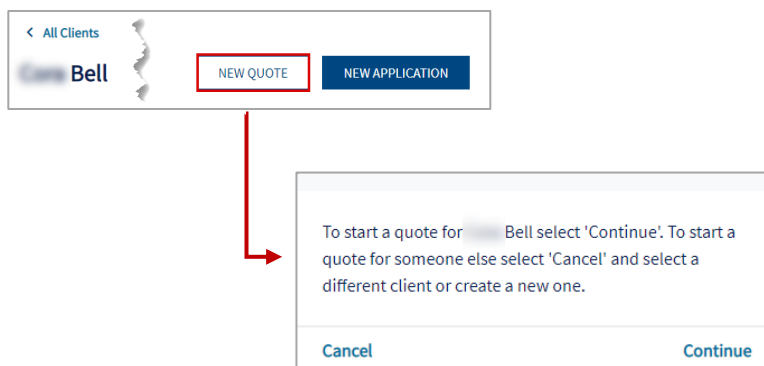 All Clients
Bell
NEW QUOTE
NEW APPLICATION
To start a quote for Bell select 'Continue'. To start a
quote for someone else select 'Cancel' and select a
different client or create a new one.
Cancel
Continue